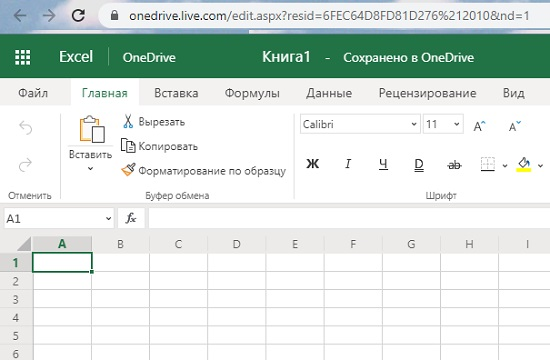 onedrive.live.com/edit.aspx?resid=6FEC64D8FD81D276%212010&nd=1
Excel OneDrive Книга1 - Сохранено в OneDrive
Файл Главная Вставка Формулы Данные Рецензирование Вид
Вставить
Вырезать
Копировать
Форматирование по образцу
Calibri 11 A A
Ж К Ч D ab
Отменить Буфер обмена Шрифт
A1 fx
A B C D E F G H I
1
2
3
4
5
6